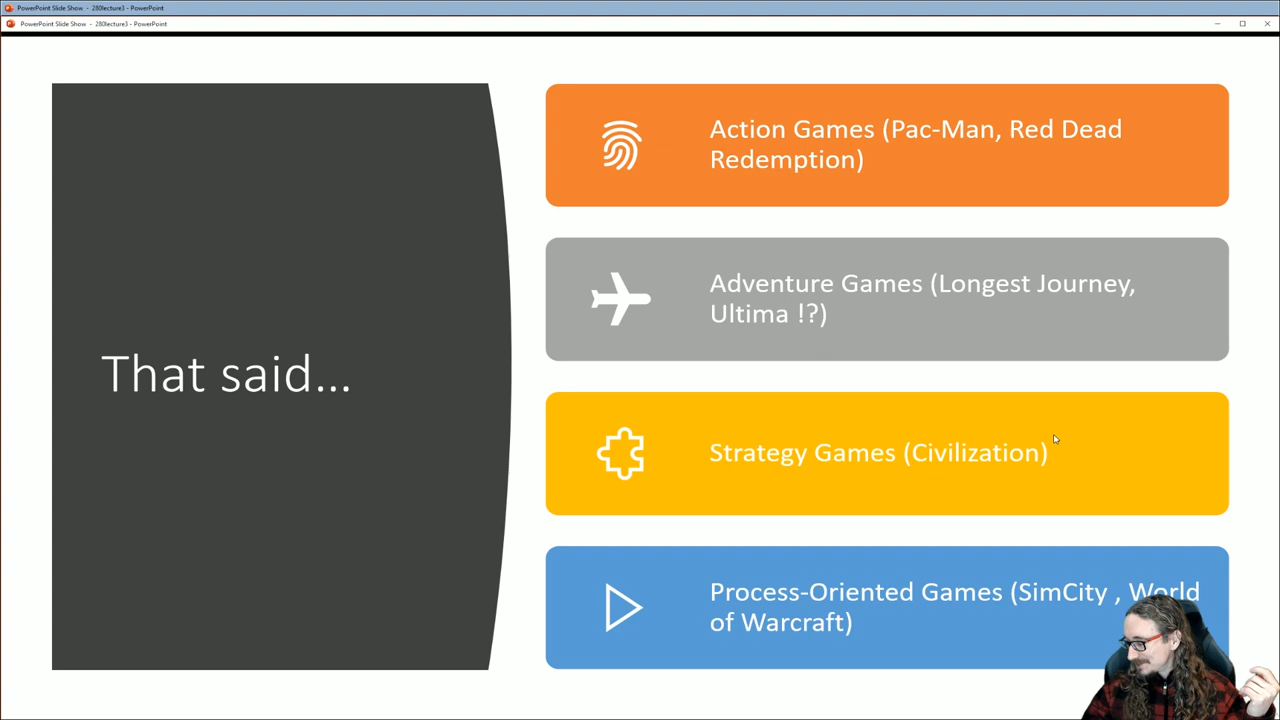 PowerPoint Slide Show - 280lecture3 - PowerPoint
PowerPoint Slide Show - 280lecture3 - PowerPoint
That said...
Action Games (Pac-Man, Red Dead
Redemption)
Adventure Games (Longest Journey,
Ultima !?)
Strategy Games (Civilization)
Process-Oriented Games (SimCity , World
of Warcraft)